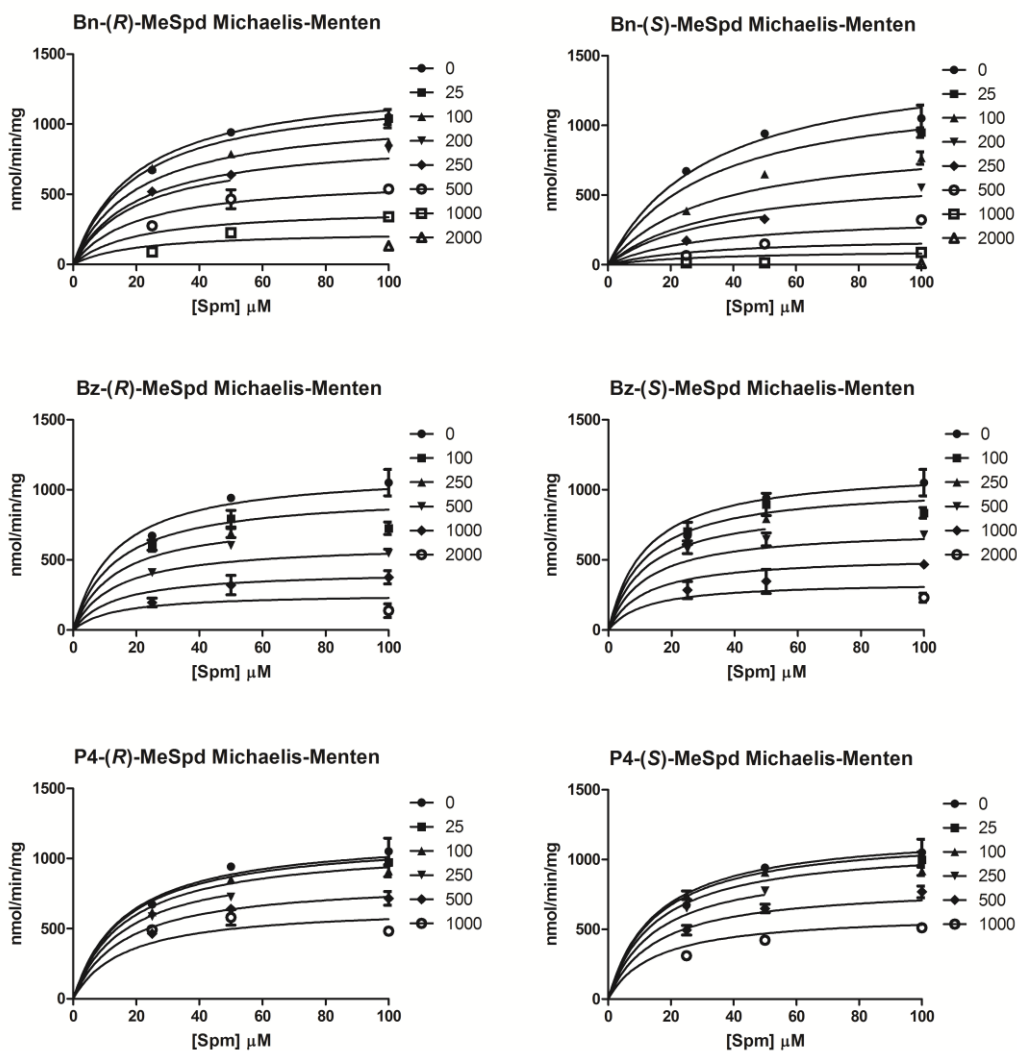 Bn-(R)-MeSpd Michaelis-Menten
nmol/min/mg
1500
1000
500
0
0 20 40 60 80 100
[Spm] μM
0
25
100
200
250
500
1000
2000
Bn-(S)-MeSpd Michaelis-Menten
nmol/min/mg
1500
1000
500
0
0 20 40 60 80 100
[Spm] μM
0
25
100
200
250
500
1000
2000
Bz-(R)-MeSpd Michaelis-Menten
nmol/min/mg
1500
1000
500
0
0 20 40 60 80 100
[Spm] μM
0
100
250
500
1000
2000
Bz-(S)-MeSpd Michaelis-Menten
nmol/min/mg
1500
1000
500
0
0 20 40 60 80 100
[Spm] μM
0
100
250
500
1000
2000
P4-(R)-MeSpd Michaelis-Menten
nmol/min/mg
1500
1000
500
0
0 20 40 60 80 100
[Spm] μM
0
25
100
250
500
1000
P4-(S)-MeSpd Michaelis-Menten
nmol/min/mg
1500
1000
500
0
0 20 40 60 80 100
[Spm] μM
0
25
100
250
500
1000